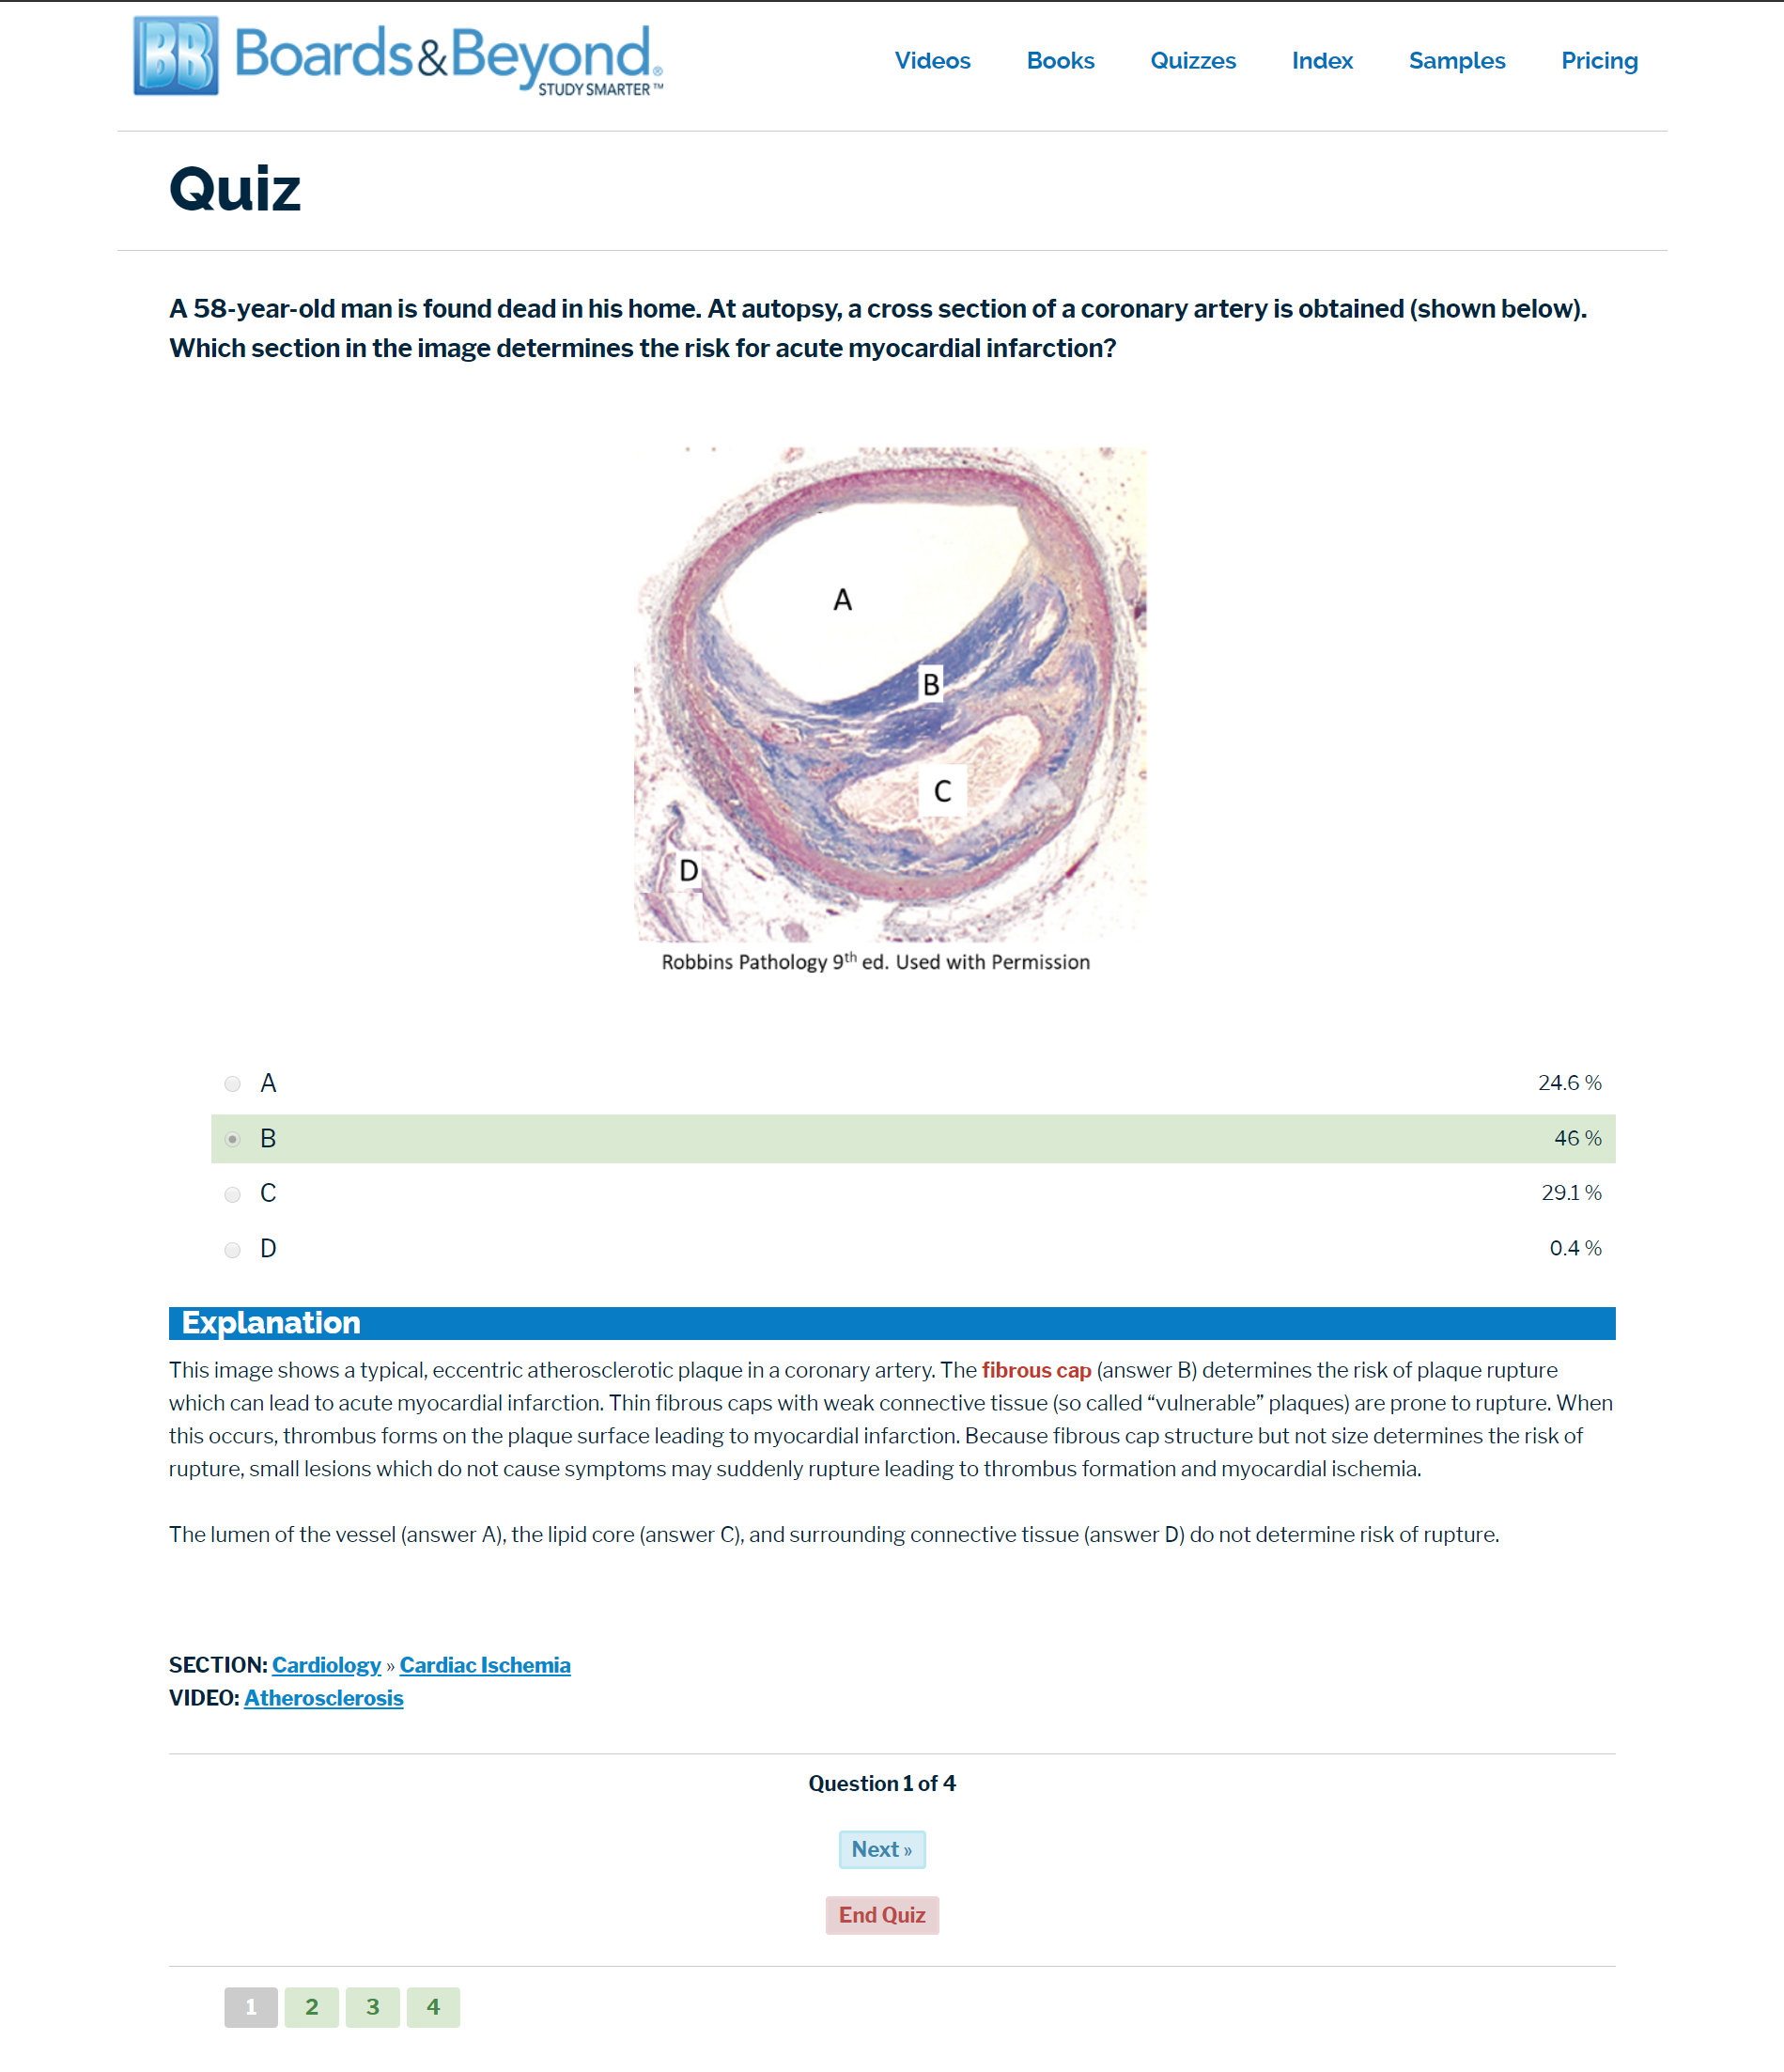 BB Boards&Beyond®
STUDY SMARTER™
Videos Books Quizzes Index Samples Pricing
Quiz
A 58-year-old man is found dead in his home. At autopsy, a cross section of a coronary artery is obtained (shown below).
Which section in the image determines the risk for acute myocardial infarction?
A
B
C
D
Robbins Pathology 9th ed. Used with Permission
A 24.6 %
B 46 %
C 29.1 %
D 0.4 %
Explanation
This image shows a typical, eccentric atherosclerotic plaque in a coronary artery. The fibrous cap (answer B) determines the risk of plaque rupture
which can lead to acute myocardial infarction. Thin fibrous caps with weak connective tissue (so called “vulnerable” plaques) are prone to rupture. When
this occurs, thrombus forms on the plaque surface leading to myocardial infarction. Because fibrous cap structure but not size determines the risk of
rupture, small lesions which do not cause symptoms may suddenly rupture leading to thrombus formation and myocardial ischemia.
The lumen of the vessel (answer A), the lipid core (answer C), and surrounding connective tissue (answer D) do not determine risk of rupture.
SECTION: Cardiology » Cardiac Ischemia
VIDEO: Atherosclerosis
Question 1 of 4
Next »
End Quiz
1 2 3 4